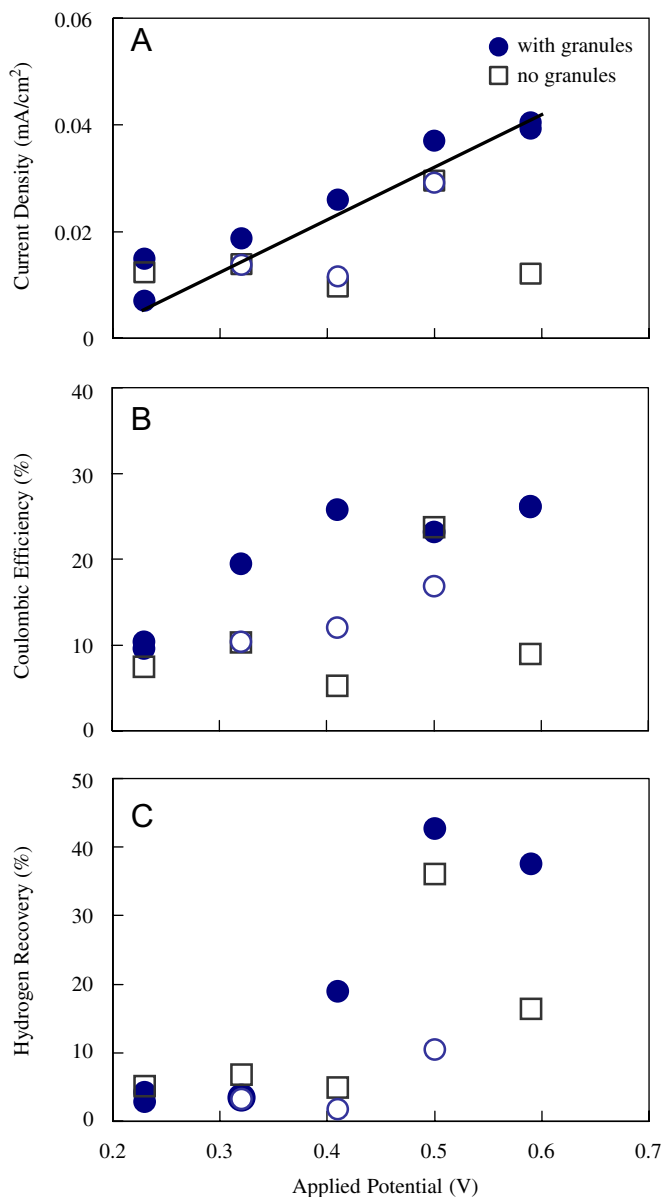 0.06
A
with granules
no granules
0.04
0.02
0
Current Density (mA/cm²)
40
B
30
20
10
0
Coulombic Efficiency (%)
50
C
40
30
20
10
0
Hydrogen Recovery (%)
0.2 0.3 0.4 0.5 0.6 0.7
Applied Potential (V)